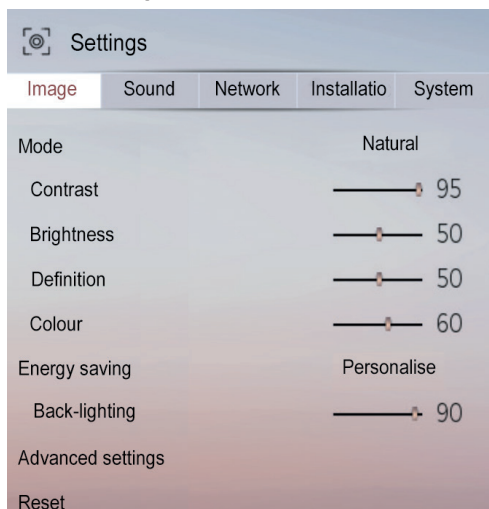 Settings
Image Sound Network Installatio System
Mode Natural
Contrast 95
Brightness 50
Definition 50
Colour 60
Energy saving Personalise
Back-lighting 90
Advanced settings
Reset